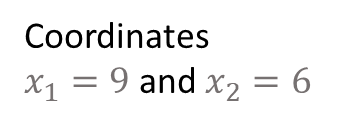 Coordinates
x₁ = 9 and x₂ = 6